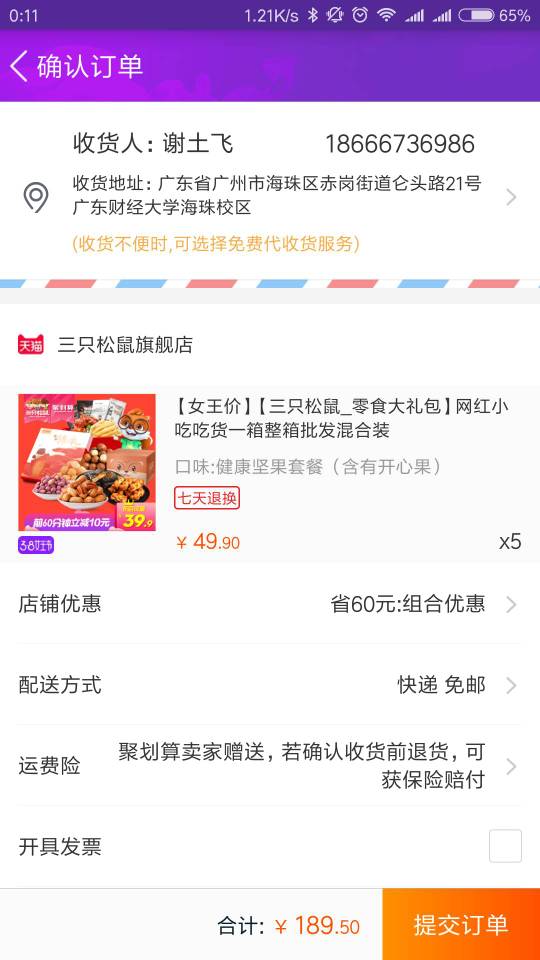 0:11
1.21K/s
65%
确认订单
收货人：谢土飞
18666736986
收货地址：广东省广州市海珠区赤岗街道仑头路21号
广东财经大学海珠校区
(收货不便时,可选择免费代收货服务)
天猫
三只松鼠旗舰店
【女王价】【三只松鼠_零食大礼包】网红小
吃吃货一箱整箱批发混合装
口味:健康坚果套餐（含有开心果）
七天退换
前60分钟立减10元
39.9
38女王节
¥ 49.90
x5
店铺优惠
省60元:组合优惠
配送方式
快递 免邮
运费险
聚划算卖家赠送，若确认收货前退货，可
获保险赔付
开具发票
合计: ¥ 189.50
提交订单